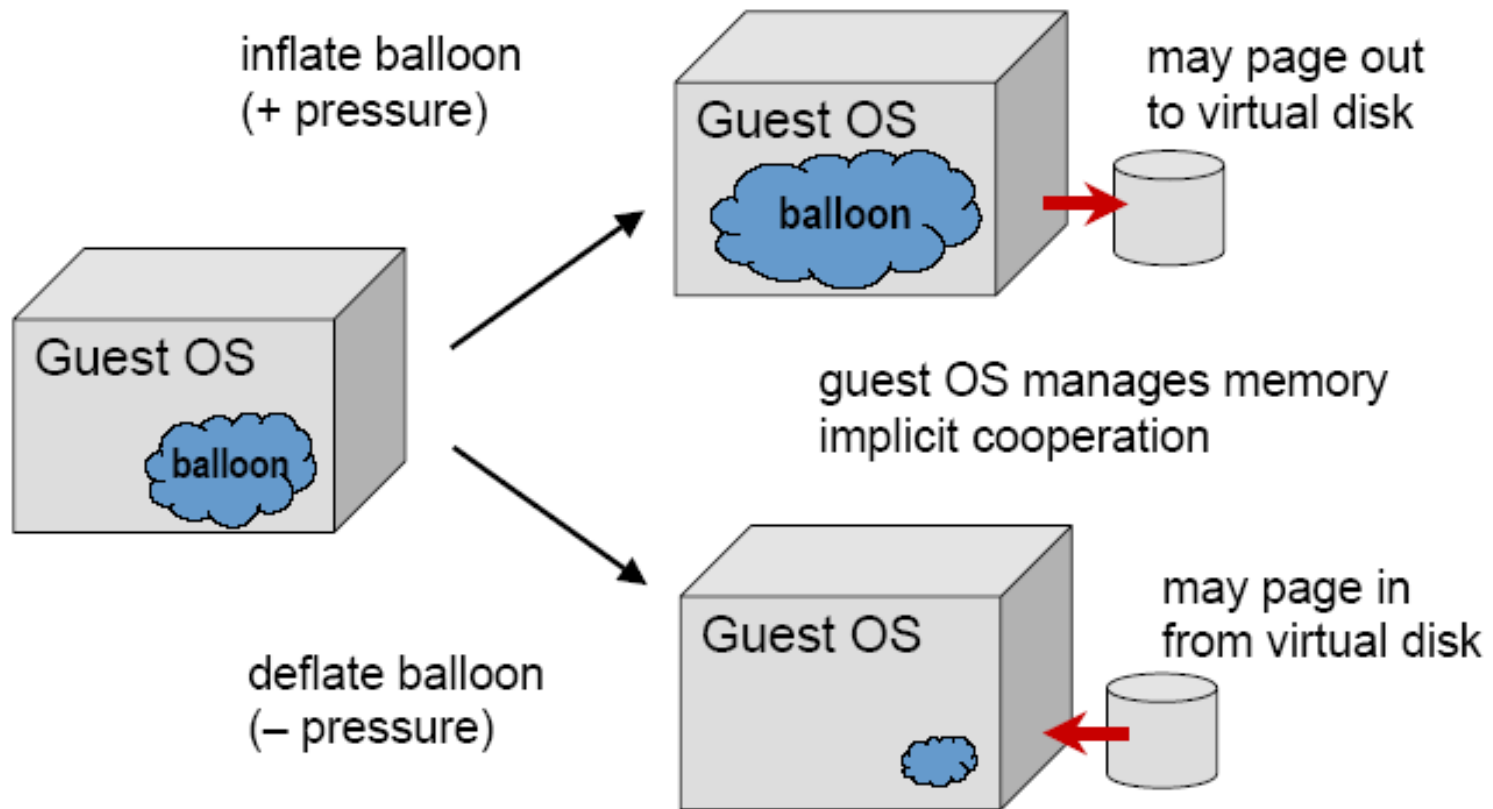 inflate balloon
(+ pressure)
Guest OS
balloon
may page out
to virtual disk
Guest OS
balloon
guest OS manages memory
implicit cooperation
deflate balloon
(– pressure)
Guest OS
may page in
from virtual disk